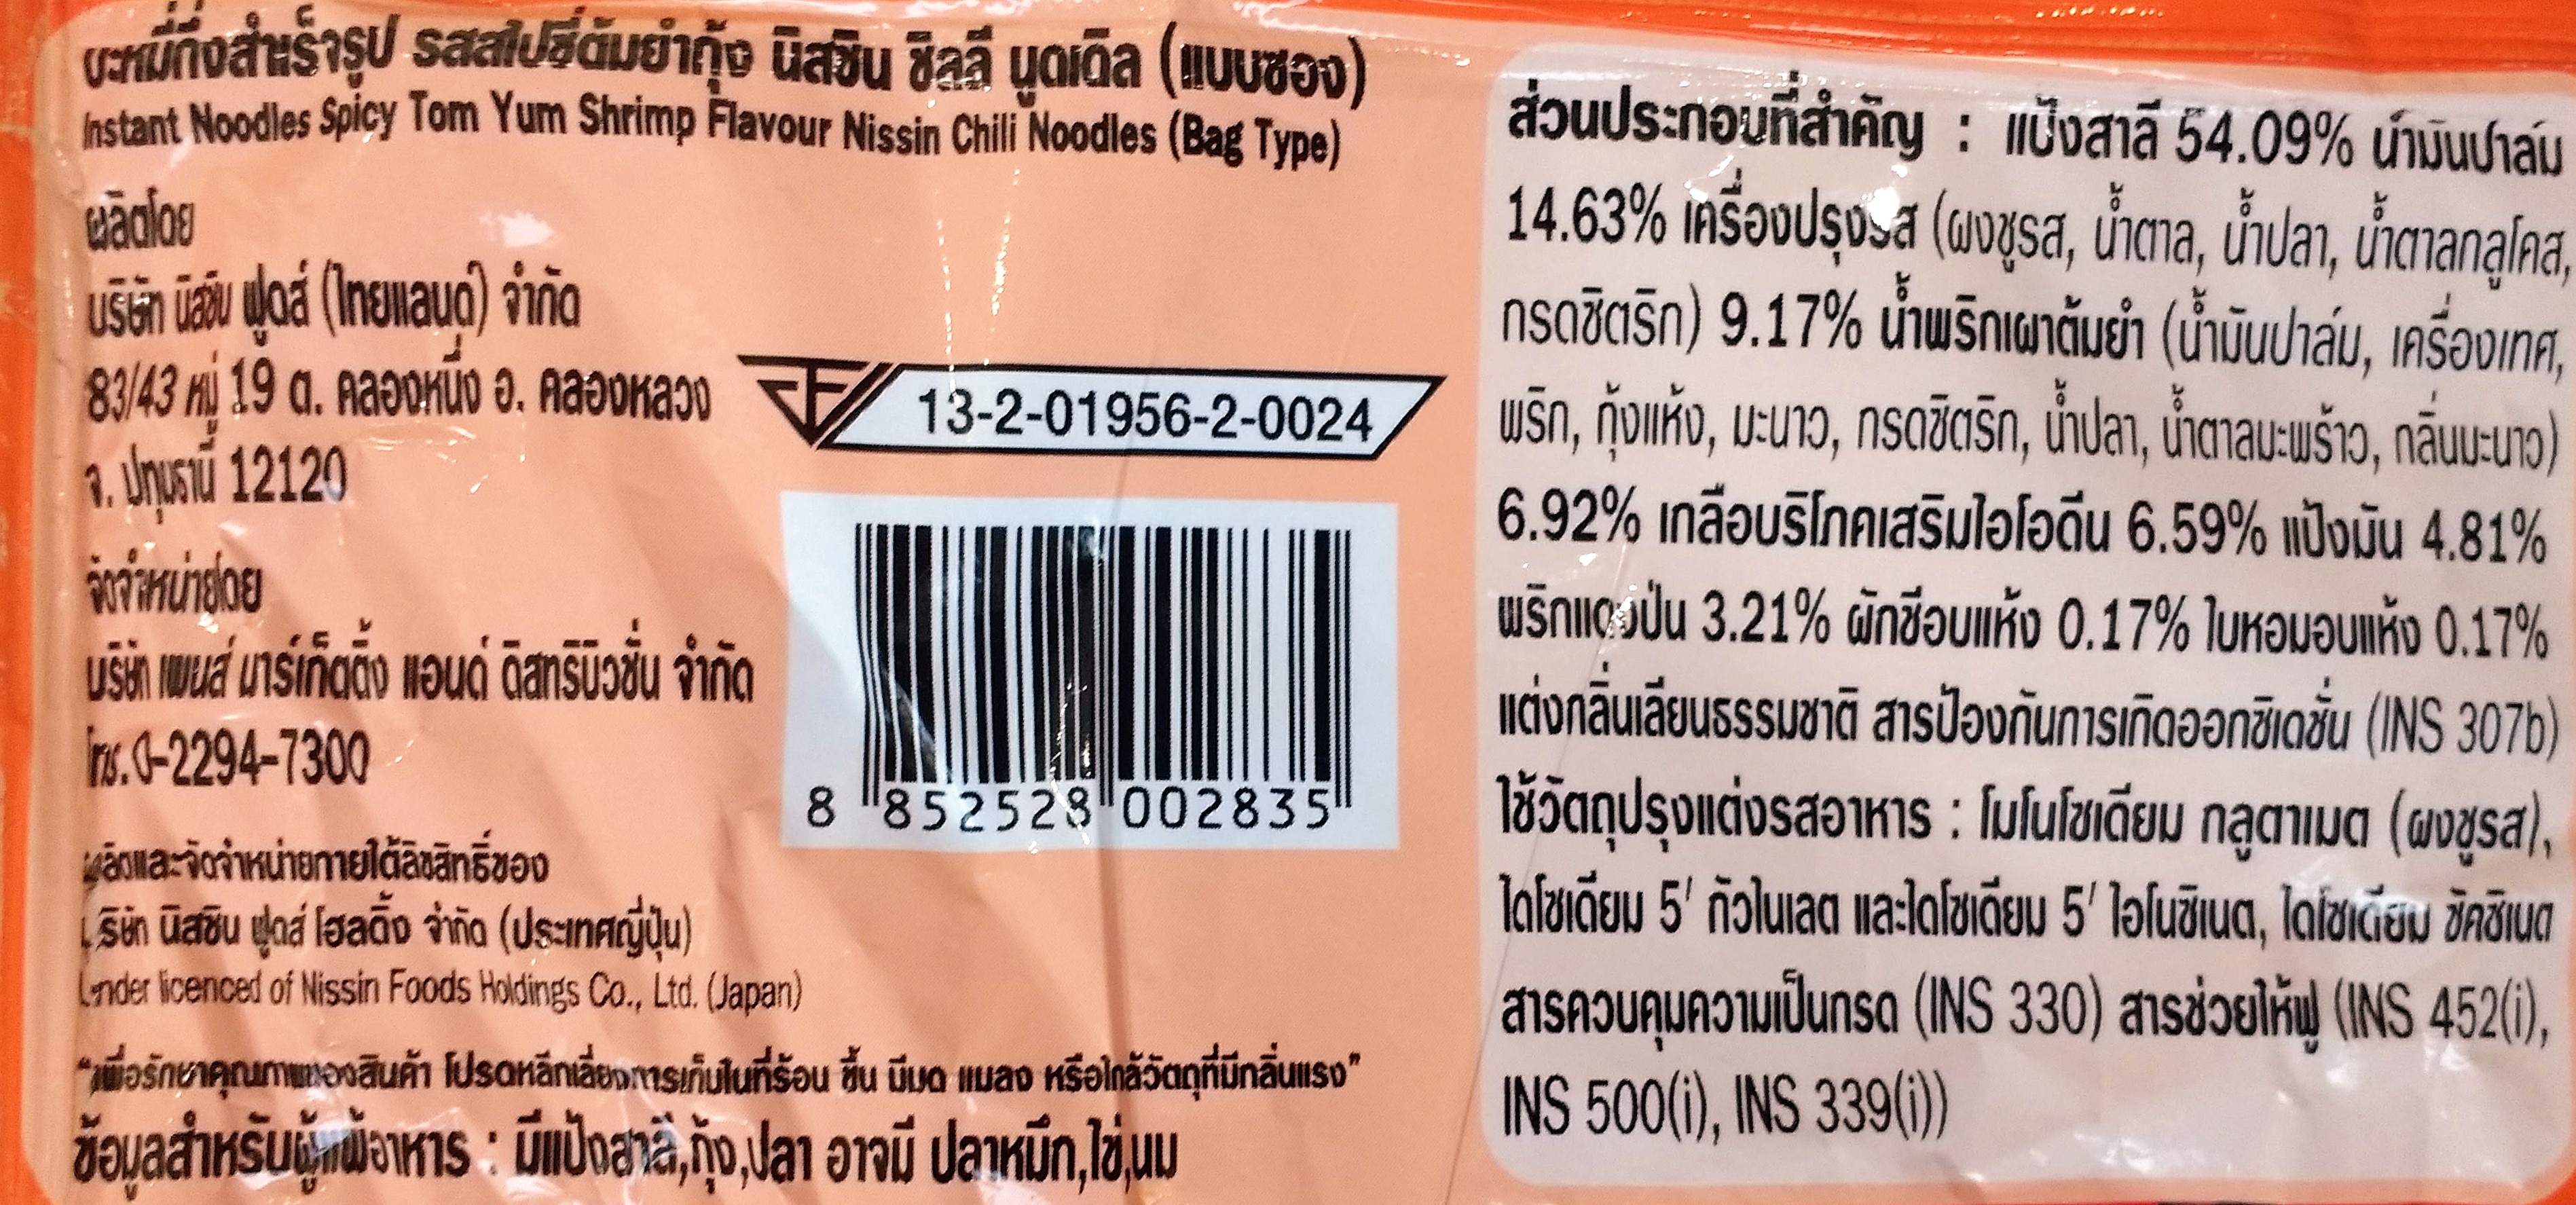 บะหมี่กึ่งสำเร็จรูป รสสไปซี่ต้มยำกุ้ง นิสชิน ชิลลี นูดเดิล (แบบซอง)
Instant Noodles Spicy Tom Yum Shrimp Flavour Nissin Chili Noodles (Bag Type)
ผลิตโดย
บริษัท นิสชิน ฟูดส์ (ไทยแลนด์) จำกัด
83/43 หมู่ 19 ต. คลองหนึ่ง อ. คลองหลวง
จ. ปทุมธานี 12120
13-2-01956-2-0024
จัดจำหน่ายโดย
บริษัท เพนส์ มาร์เก็ตติ้ง แอนด์ ดิสทริบิวชั่น จำกัด
โทร.0-2294-7300
8 852528 002835
ผลิตและจัดจำหน่ายภายใต้ลิขสิทธิ์ของ
บริษัท นิสชิน ฟูดส์ โฮลดิ้ง จำกัด (ประเทศญี่ปุ่น)
Under licenced of Nissin Foods Holdings Co., Ltd. (Japan)
"เพื่อรักษาคุณภาพของสินค้า โปรดหลีกเลี่ยงการเก็บในที่ร้อน ชื้น มีมด แมลง หรือใกล้วัตถุที่มีกลิ่นแรง"
ข้อมูลสำหรับผู้แพ้อาหาร : มีแป้งสาลี,กุ้ง,ปลา อาจมี ปลาหมึก,ไข่,นม
ส่วนประกอบที่สำคัญ : แป้งสาลี 54.09% น้ำมันปาล์ม
14.63% เครื่องปรุงรส (ผงชูรส, น้ำตาล, น้ำปลา, น้ำตาลกลูโคส,
กรดซิตริก) 9.17% น้ำพริกเผาต้มยำ (น้ำมันปาล์ม, เครื่องเทศ,
พริก, กุ้งแห้ง, มะนาว, กรดซิตริก, น้ำปลา, น้ำตาลมะพร้าว, กลิ่นมะนาว)
6.92% เกลือบริโภคเสริมไอโอดีน 6.59% แป้งมัน 4.81%
พริกแดงป่น 3.21% ผักชีอบแห้ง 0.17% ใบหอมอบแห้ง 0.17%
แต่งกลิ่นเลียนธรรมชาติ สารป้องกันการเกิดออกซิเดชั่น (INS 307b)
ใช้วัตถุปรุงแต่งรสอาหาร : โมโนโซเดียม กลูตาเมต (ผงชูรส),
ไดโซเดียม 5' กัวไนเลต และไดโซเดียม 5' ไอโนซิเนต, ไดโซเดียม ซัคซิเนต
สารควบคุมความเป็นกรด (INS 330) สารช่วยให้ฟู (INS 452(i),
INS 500(i), INS 339(i))